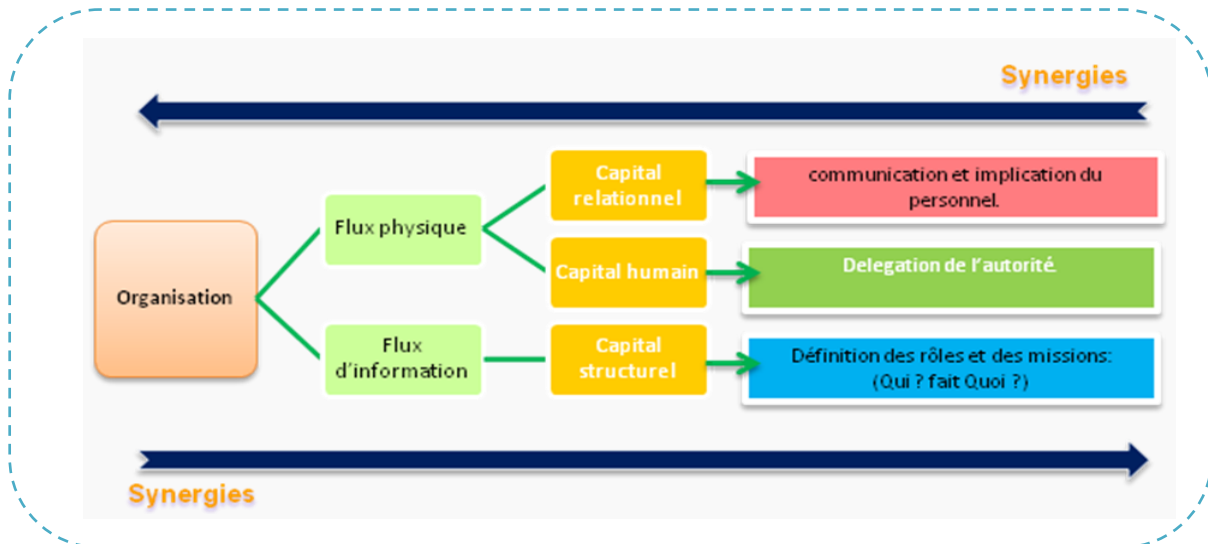 Synergies
Organisation
Flux physique
Flux
d’information
Capital
relationnel
Capital humain
Capital
structurel
communication et implication du
personnel.
Delegation de l’autorité.
Définition des rôles et des missions:
(Qui ? fait Quoi ?)
Synergies